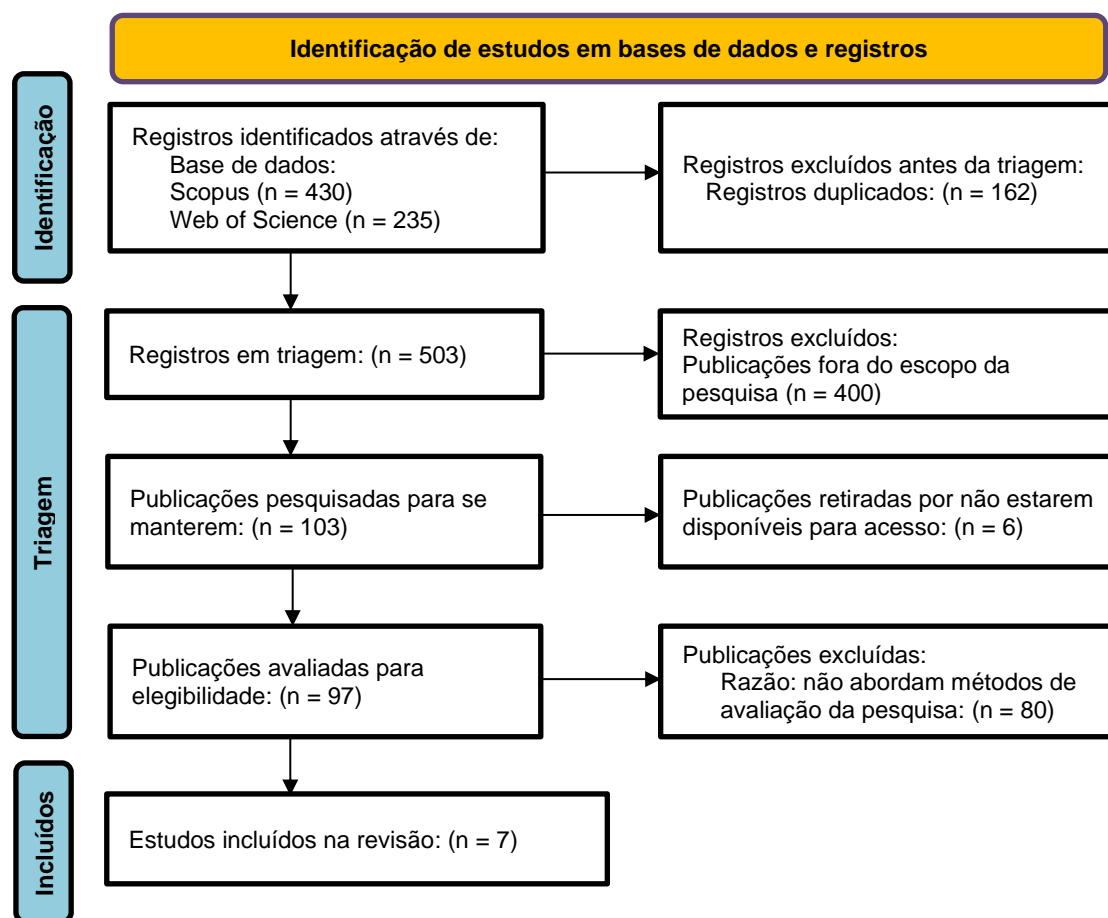 Identificação de estudos em bases de dados e registros
Identificação
Registros identificados através de:
Base de dados:
Scopus (n = 430)
Web of Science (n = 235)
Registros excluídos antes da triagem:
Registros duplicados: (n = 162)
Triagem
Registros em triagem: (n = 503)
Registros excluídos:
Publicações fora do escopo da
pesquisa (n = 400)
Publicações pesquisadas para se
manterem: (n = 103)
Publicações retiradas por não estarem
disponíveis para acesso: (n = 6)
Publicações avaliadas para
elegibilidade: (n = 97)
Publicações excluídas:
Razão: não abordam métodos de
avaliação da pesquisa: (n = 80)
Incluídos
Estudos incluídos na revisão: (n = 7)